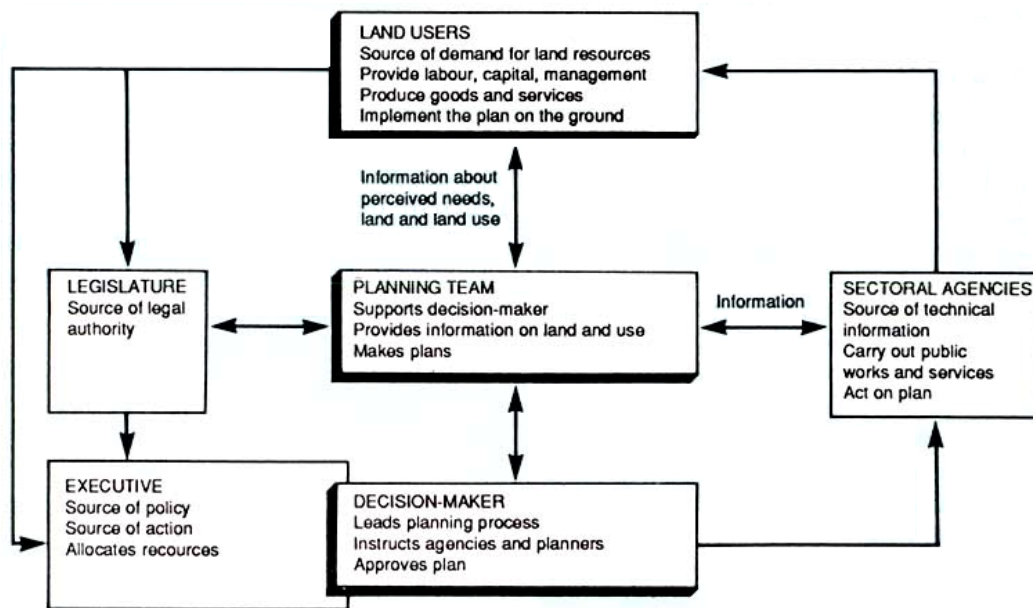 LAND USERS
Source of demand for land resources
Provide labour, capital, management
Produce goods and services
Implement the plan on the ground
Information about
perceived needs,
land and land use
LEGISLATURE
Source of legal
authority
PLANNING TEAM
Supports decision-maker
Provides information on land and use
Makes plans
Information
SECTORAL AGENCIES
Source of technical
information
Carry out public
works and services
Act on plan
EXECUTIVE
Source of policy
Source of action
Allocates recources
DECISION-MAKER
Leads planning process
Instructs agencies and planners
Approves plan